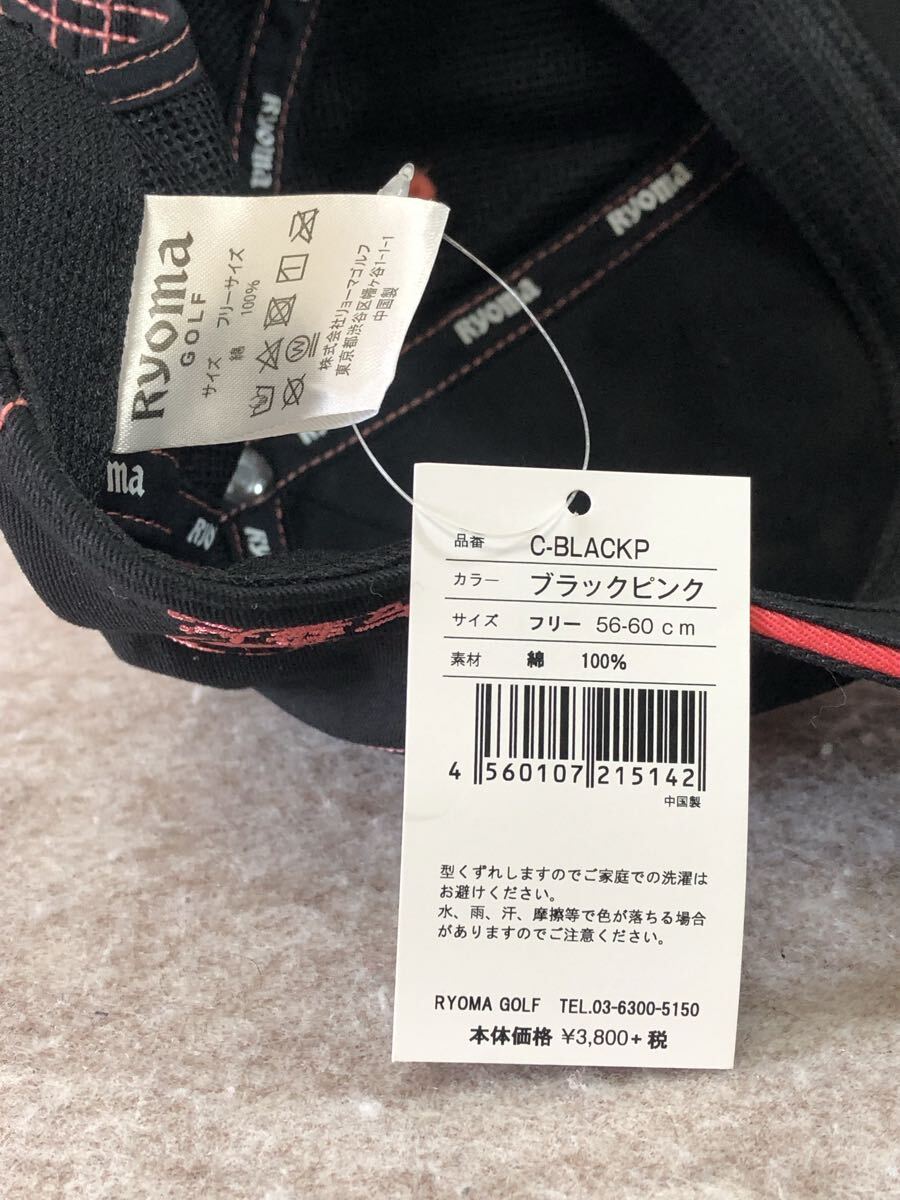 Ryoma
GOLF
サイズ フリーサイズ
綿 100%
株式会社リョーマゴルフ
東京都渋谷区幡ヶ谷1-1-1
中国製
Ryoma
Ryoma
Ryoma
ma
品番 C-BLACKP
カラー ブラックピンク
サイズ フリー 56-60cm
素材 綿 100%
4 560107 215142
中国製
型くずれしますのでご家庭での洗濯は
お避けください。
水、雨、汗、摩擦等で色が落ちる場合
がありますのでご注意ください。
RYOMA GOLF TEL.03-6300-5150
本体価格 ¥3,800+税